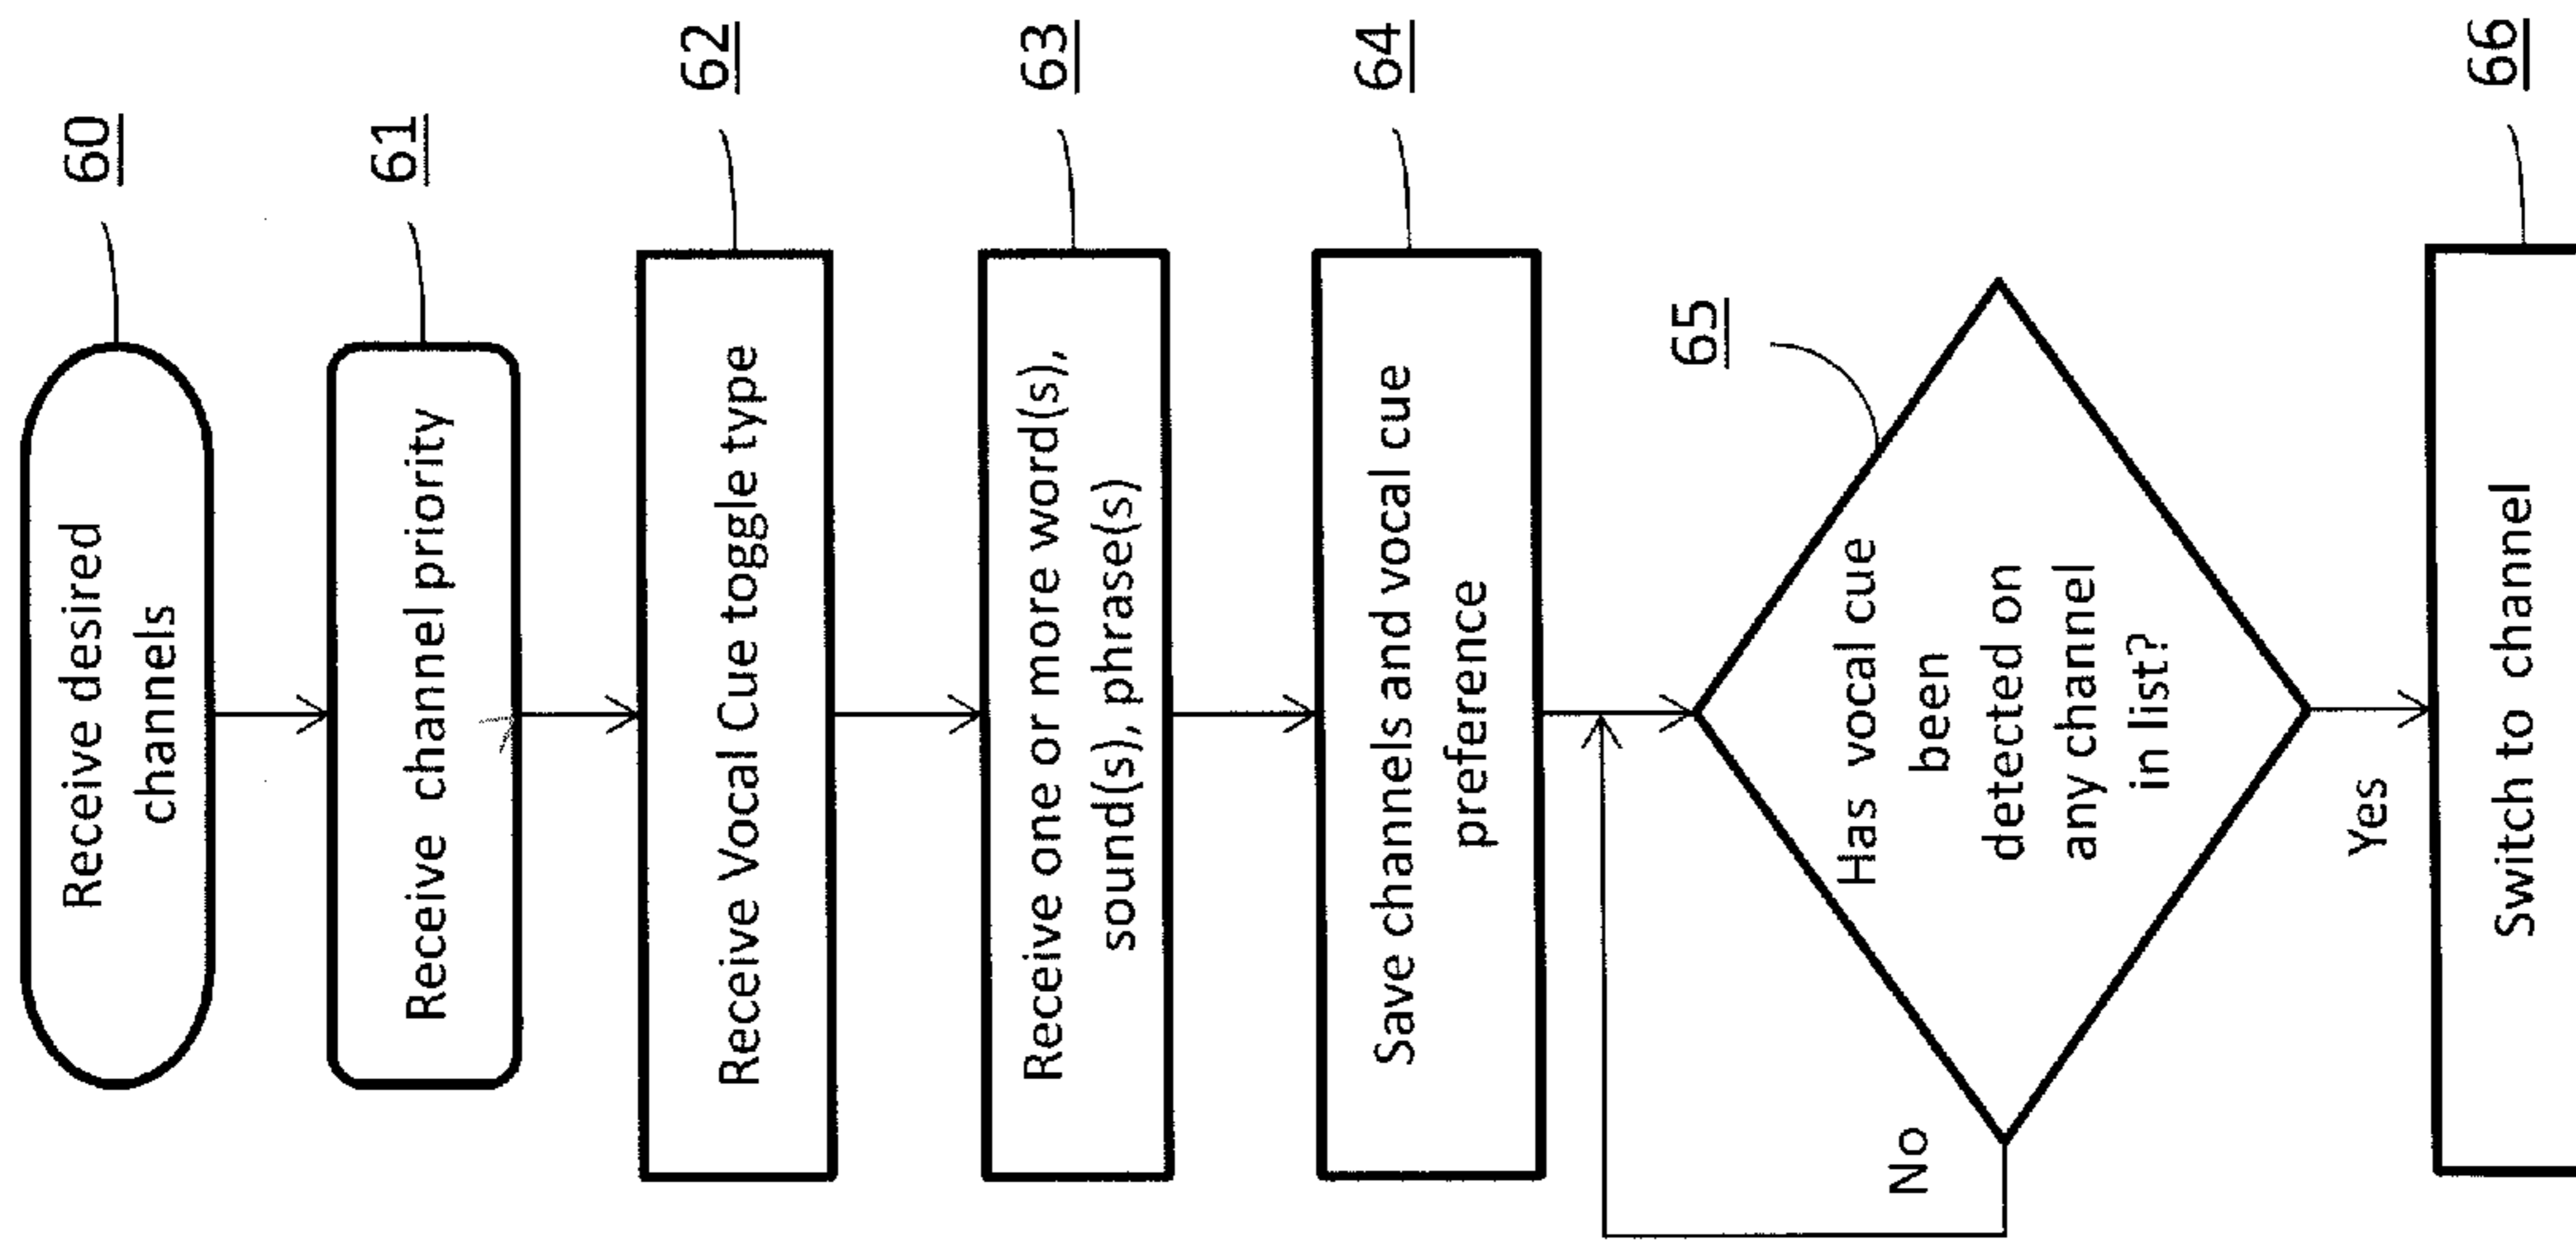 60
Receive desired
channels
61
Receive channel priority
62
Receive Vocal Cue toggle type
63
Receive one or more word(s),
sound(s), phrase(s)
64
Save channels and vocal cue
preference
65
Has vocal cue
been
detected on
any channel
in list?
No
Yes
66
Switch to channel